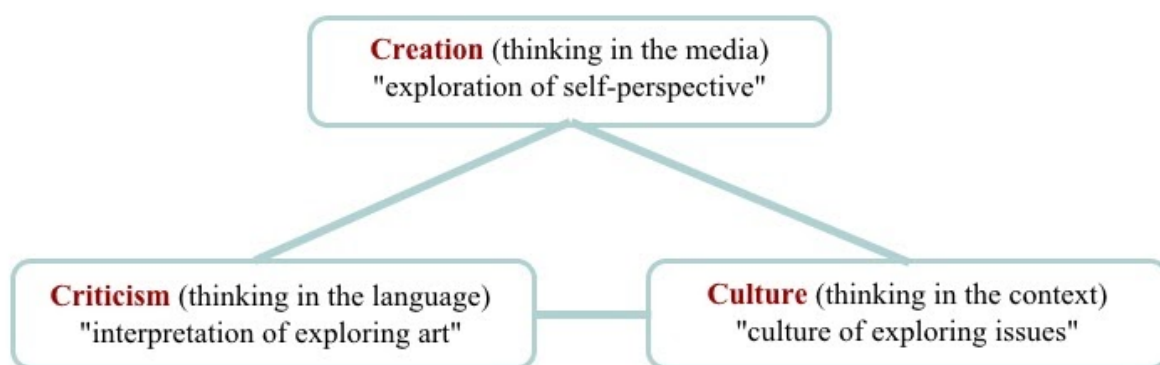 Creation (thinking in the media)
"exploration of self-perspective"
Criticism (thinking in the language)
"interpretation of exploring art"
Culture (thinking in the context)
"culture of exploring issues"